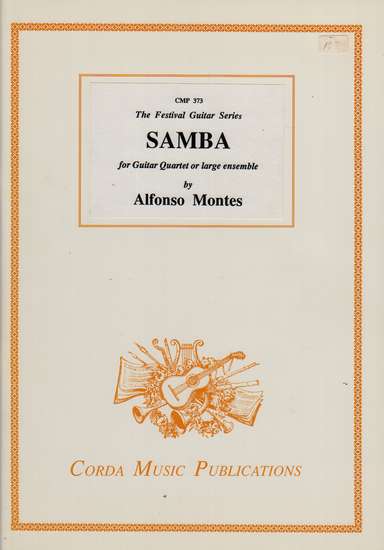 CMP 373
The Festival Guitar Series
SAMBA
for Guitar Quartet or large ensemble
by
Alfonso Montes
CORDA MUSIC PUBLICATIONS